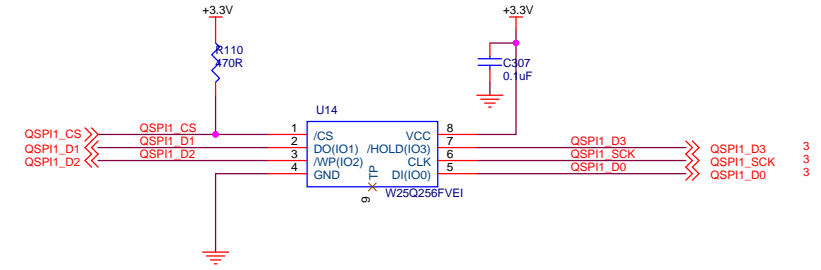 +3.3V
+3.3V
R110
470R
C307
0.1uF
U14
QSPI1_CS
QSPI1_CS
1
/CS
VCC
8
QSPI1_D1
QSPI1_D1
2
DO(IO1)
/HOLD(IO3)
7
QSPI1_D3
QSPI1_D3
3
QSPI1_D2
QSPI1_D2
3
/WP(IO2)
CLK
6
QSPI1_SCK
QSPI1_SCK
3
4
GND
TP
DI(IO0)
5
QSPI1_D0
QSPI1_D0
3
9
W25Q256FVEI